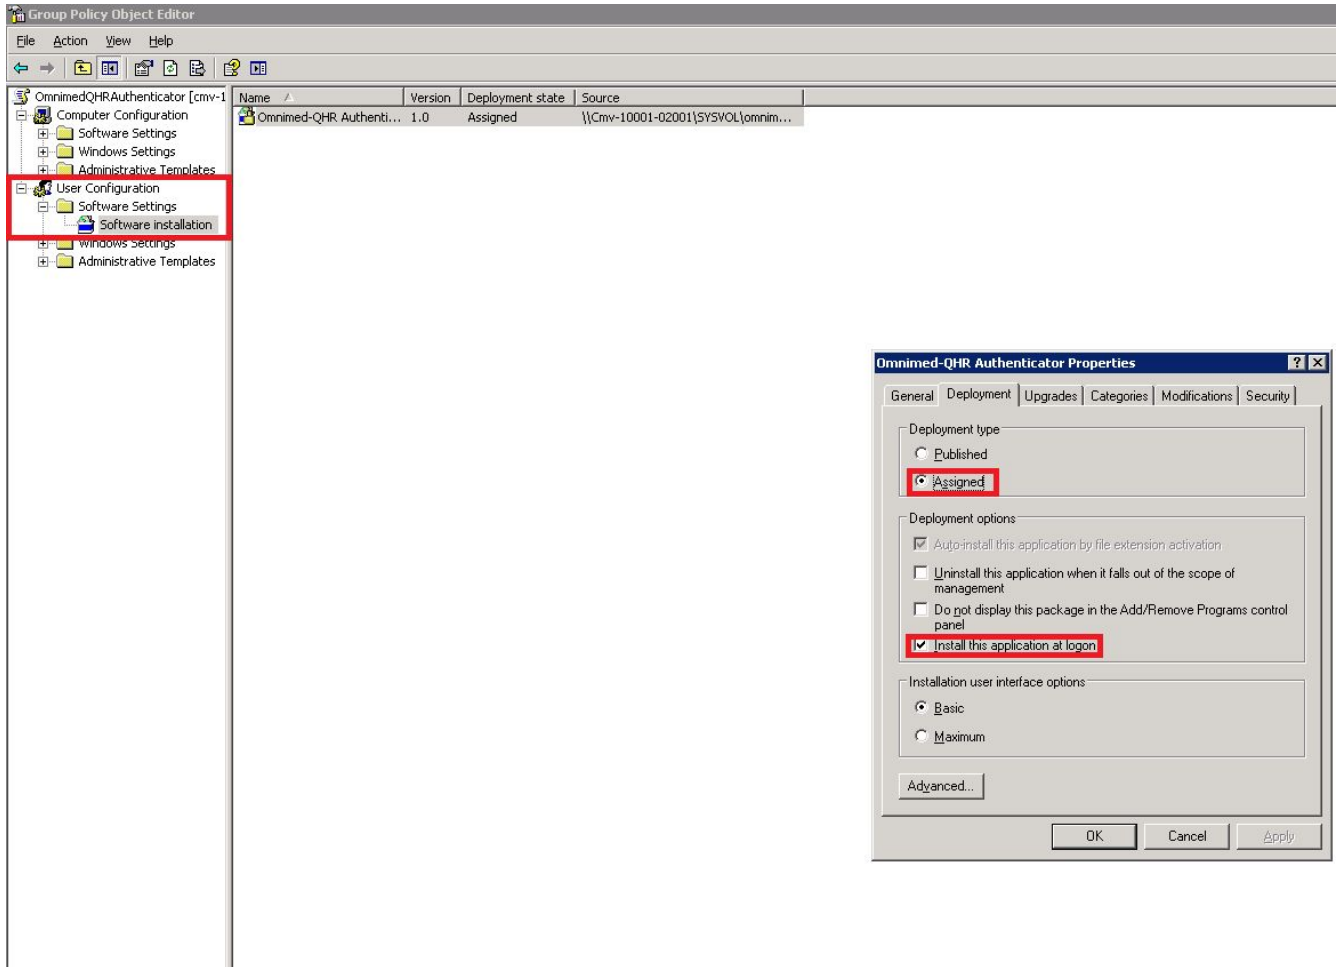 Group Policy Object Editor
File Action View Help
OmnimedQHRAuthenticator [cmv-1
Computer Configuration
Software Settings
Windows Settings
Administrative Templates
User Configuration
Software Settings
Software installation
Windows Settings
Administrative Templates
Name Version Deployment state Source
Omnimed-QHR Authenti... 1.0 Assigned \\Cmv-10001-02001\SYSVOL\omnim...
Omnimed-QHR Authenticator Properties
General Deployment Upgrades Categories Modifications Security
Deployment type
Published
Assigned
Deployment options
Auto-install this application by file extension activation
Uninstall this application when it falls out of the scope of
management
Do not display this package in the Add/Remove Programs control
panel
Install this application at logon
Installation user interface options
Basic
Maximum
Advanced...
OK Cancel Apply